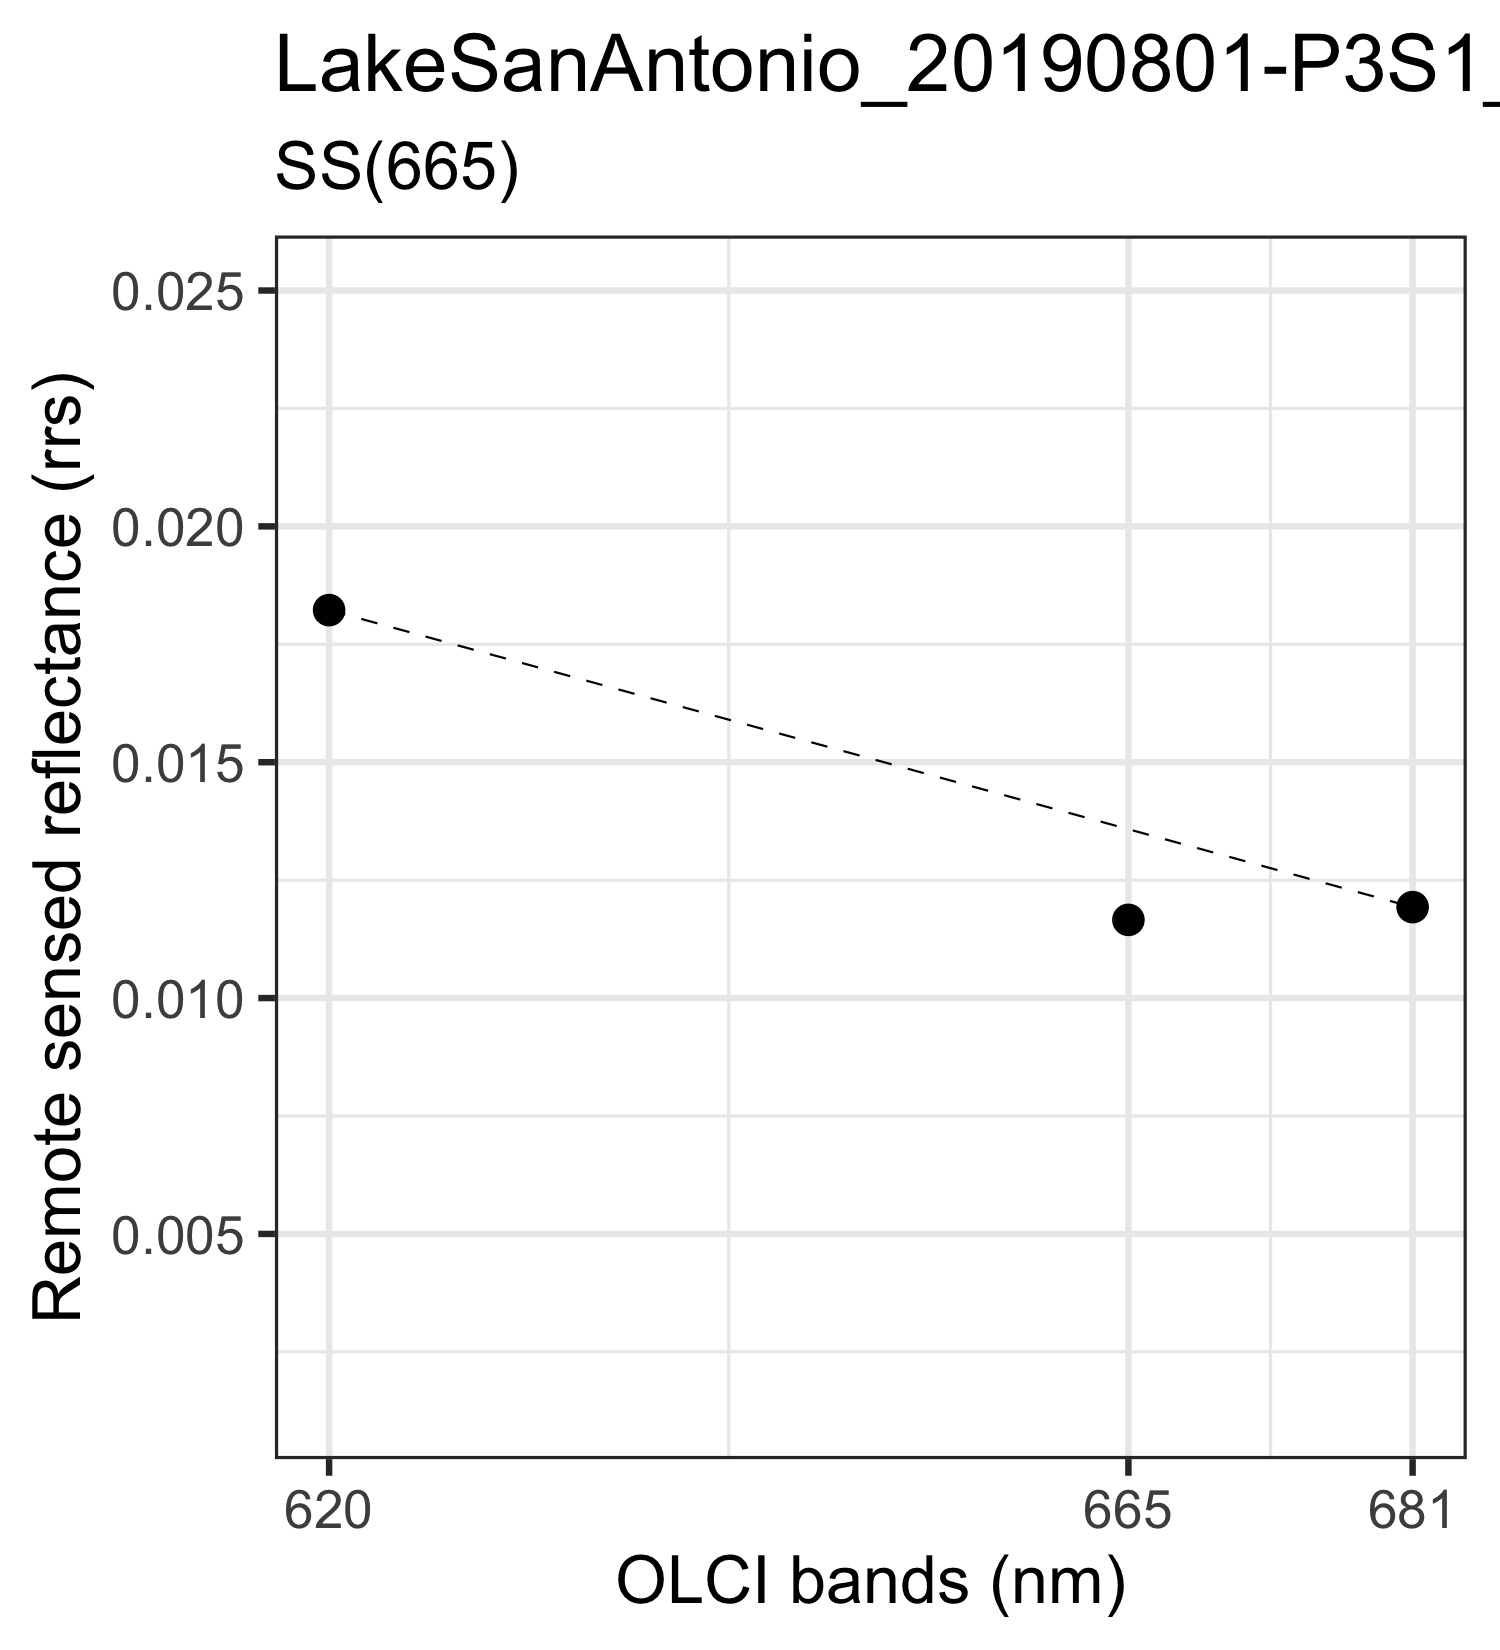 LakeSanAntonio_20190801-P3S1_
SS(665)
Remote sensed reflectance (rrs)
0.025
0.020
0.015
0.010
0.005
620 665 681
OLCI bands (nm)